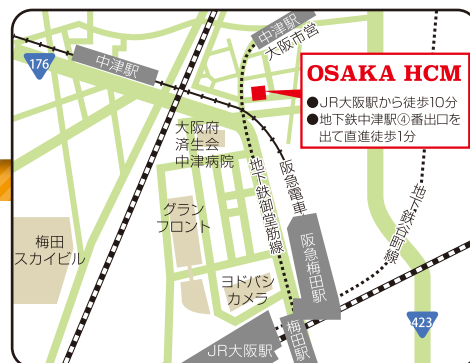 中津駅
大阪市営
176
中津駅
OSAKA HCM
●JR大阪駅から徒歩10分
●地下鉄中津駅④番出口を
出て直進徒歩1分
大阪府
済生会
中津病院
地下鉄御堂筋線
阪急電車
地下鉄谷町線
グラン
フロント
梅田
スカイビル
阪急梅田駅
ヨドバシ
カメラ
梅田駅
423
JR大阪駅